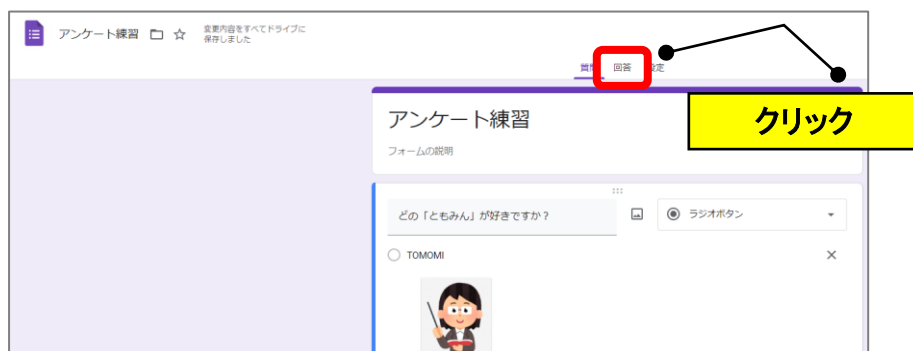 アンケート練習
変更内容をすべてドライブに
保存しました
質問 回答 設定
アンケート練習
クリック
フォームの説明
どの「ともみん」が好きですか？
ラジオボタン
TOMOMI